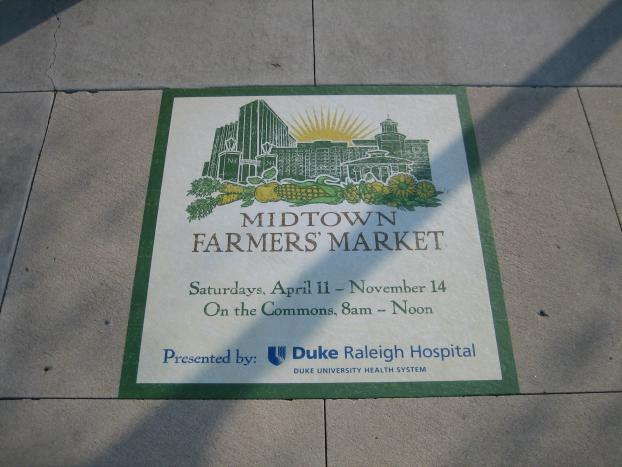 MIDTOWN
FARMERS' MARKET
Saturdays, April 11 – November 14
On the Commons, 8am – Noon
Presented by: Duke Raleigh Hospital
DUKE UNIVERSITY HEALTH SYSTEM